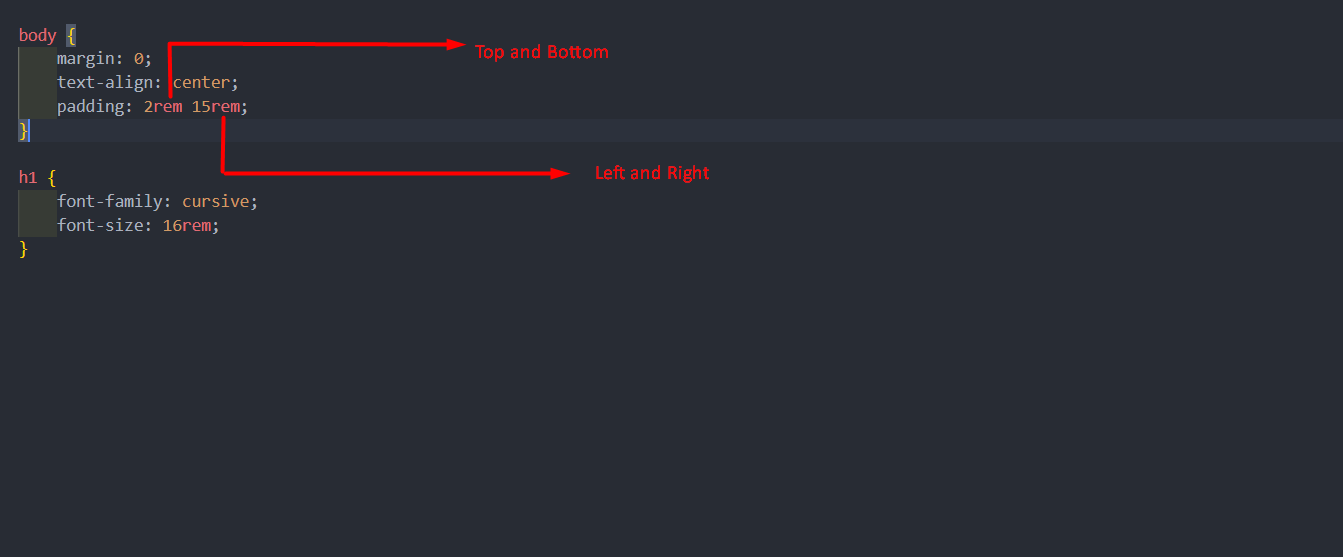 body {
margin: 0;
Top and Bottom
text-align: center;
padding: 2rem 15rem;
}
h1 {
Left and Right
font-family: cursive;
font-size: 16rem;
}